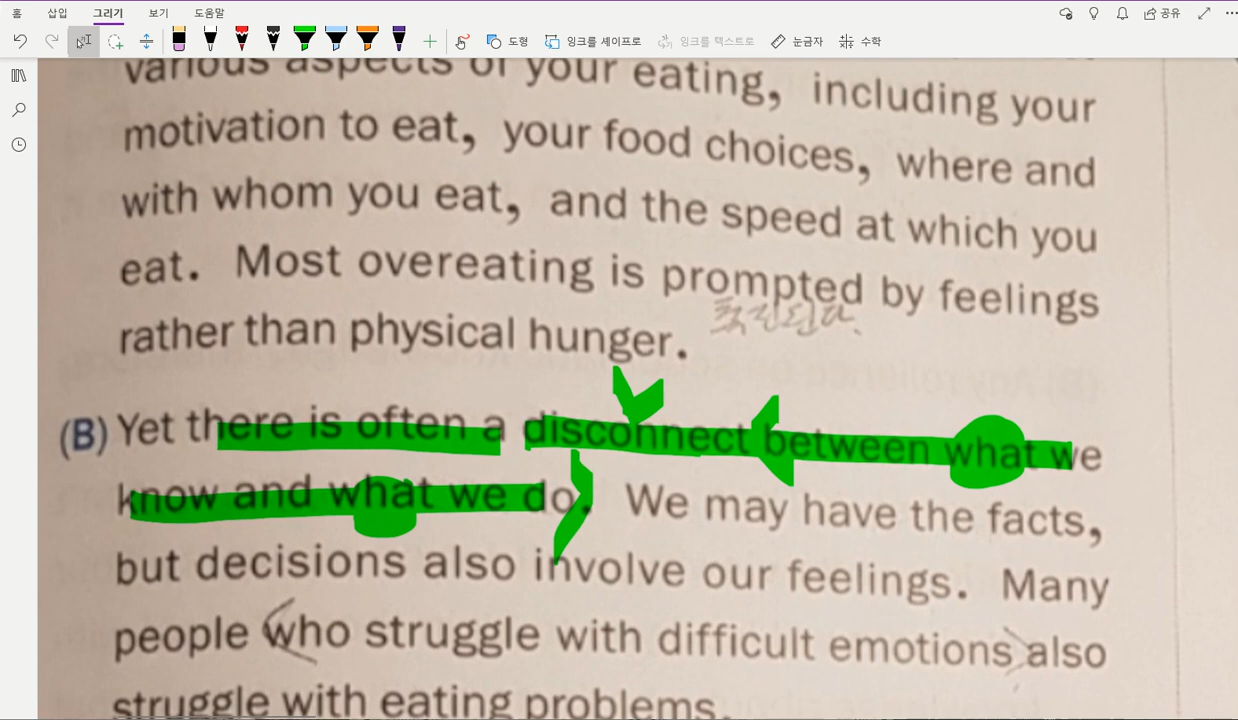 홈 삽입 그리기 보기 도움말 공유
도형 잉크를 셰이프로 잉크를 텍스트로 눈금자 수학
various aspects of your eating, including your
motivation to eat, your food choices, where and
with whom you eat, and the speed at which you
eat. Most overeating is prompted by feelings
촉진된다.
rather than physical hunger.
(B) Yet there is often a disconnect between what we
know and what we do. We may have the facts,
but decisions also involve our feelings. Many
people who struggle with difficult emotions also
struggle with eating problems.